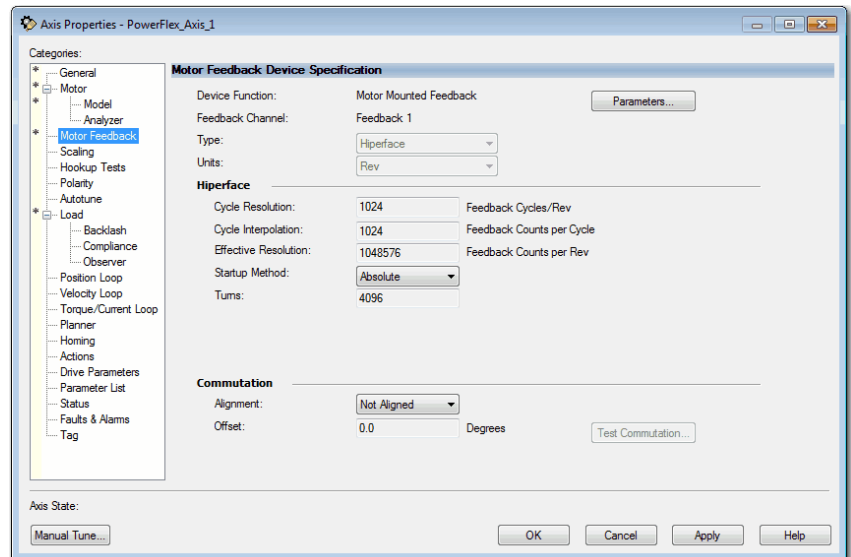 Axis Properties - PowerFlex_Axis_1
Categories:
* General
* Motor
* Model
Analyzer
* Motor Feedback
Scaling
Hookup Tests
Polarity
Autotune
* Load
Backlash
Compliance
Observer
Position Loop
Velocity Loop
Torque/Current Loop
Planner
Homing
Actions
Drive Parameters
Parameter List
Status
Faults & Alarms
Tag
Motor Feedback Device Specification
Device Function: Motor Mounted Feedback Parameters...
Feedback Channel: Feedback 1
Type: Hiperface
Units: Rev
Hiperface
Cycle Resolution: 1024 Feedback Cycles/Rev
Cycle Interpolation: 1024 Feedback Counts per Cycle
Effective Resolution: 1048576 Feedback Counts per Rev
Startup Method: Absolute
Turns: 4096
Commutation
Alignment: Not Aligned
Offset: 0.0 Degrees Test Commutation...
Axis State:
Manual Tune... OK Cancel Apply Help